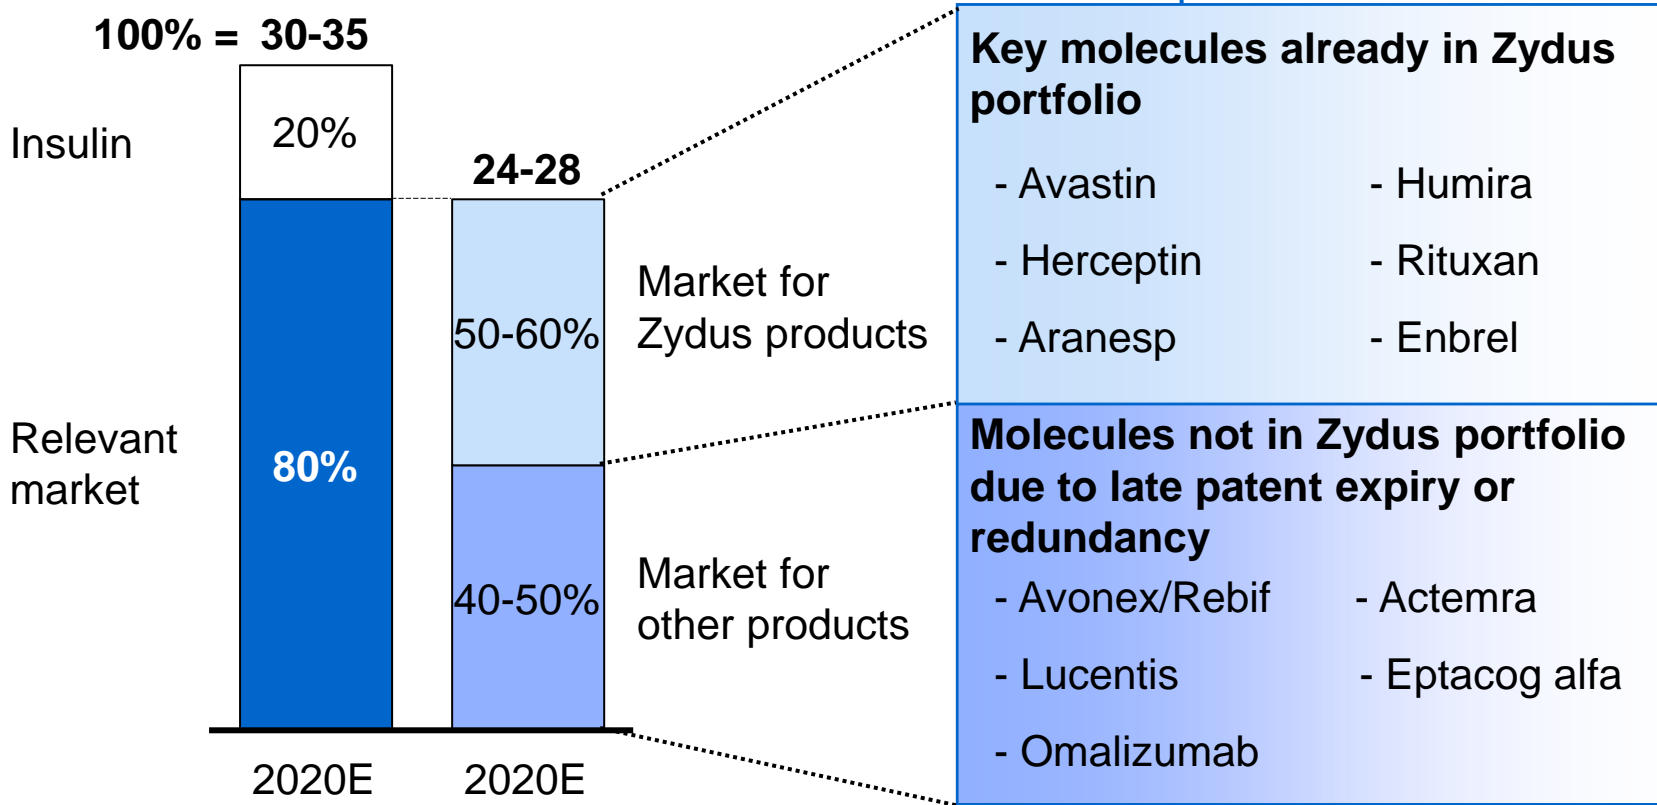 100% = 30-35
Insulin
20%
24-28
Relevant
market
80%
50-60%
40-50%
Market for
Zydus products
Market for
other products
2020E
2020E
Key molecules already in Zydus
portfolio
- Avastin
- Humira
- Herceptin
- Rituxan
- Aranesp
- Enbrel
Molecules not in Zydus portfolio
due to late patent expiry or
redundancy
- Avonex/Rebif
- Actemra
- Lucentis
- Eptacog alfa
- Omalizumab